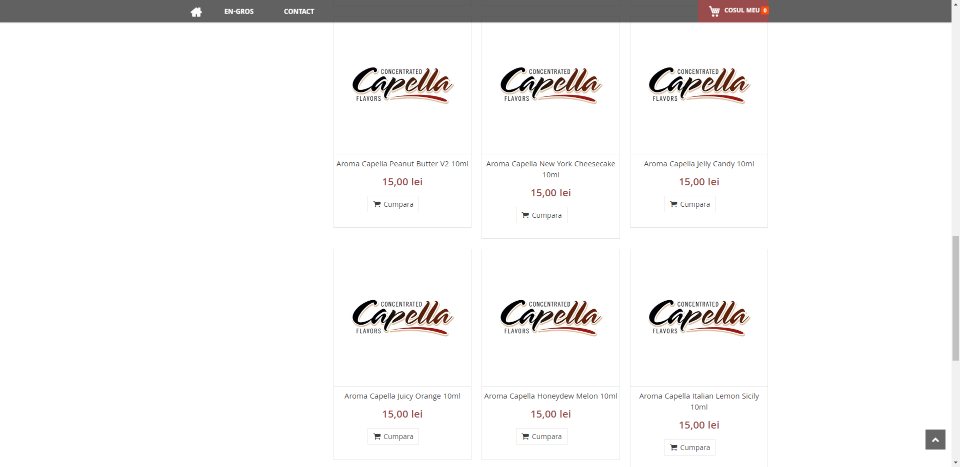 EN-GROS
CONTACT
COSUL MEU 0
CONCENTRATED
Capella
FLAVORS
CONCENTRATED
Capella
FLAVORS
CONCENTRATED
Capella
FLAVORS
Aroma Capella Peanut Butter V2 10ml
15,00 lei
Cumpara
Aroma Capella New York Cheesecake
10ml
15,00 lei
Cumpara
Aroma Capella Jelly Candy 10ml
15,00 lei
Cumpara
CONCENTRATED
Capella
FLAVORS
CONCENTRATED
Capella
FLAVORS
CONCENTRATED
Capella
FLAVORS
Aroma Capella Juicy Orange 10ml
15,00 lei
Cumpara
Aroma Capella Honeydew Melon 10ml
15,00 lei
Cumpara
Aroma Capella Italian Lemon Sicily
10ml
15,00 lei
Cumpara